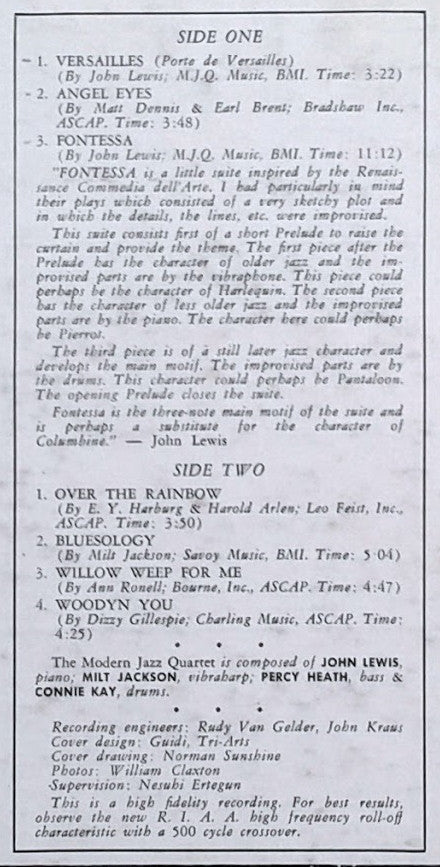 SIDE ONE
1. VERSAILLES (Porte de Versailles)
(By John Lewis; M.J.Q. Music, BMI. Time: 3:22)
2. ANGEL EYES
(By Matt Dennis & Earl Brent; Bradshaw Inc.,
ASCAP. Time: 3:48)
3. FONTESSA
(By John Lewis; M.J.Q. Music, BMI. Time: 11:12)
"FONTESSA is a little suite inspired by the Renais-
sance Commedia dell'Arte. I had particularly in mind
their plays which consisted of a very sketchy plot and
in which the details, the lines, etc. were improvised.
This suite consists first of a short Prelude to raise the
curtain and provide the theme. The first piece after the
Prelude has the character of older jazz and the im-
provised parts are by the vibraphone. This piece could
perhaps be the character of Harlequin. The second piece
has the character of less older jazz and the improvised
parts are by the piano. The character here could perhaps
be Pierrot.
The third piece is of a still later jazz character and
develops the main motif. The improvised parts are by
the drums. This character could perhaps be Pantaloon.
The opening Prelude closes the suite.
Fontessa is the three-note main motif of the suite and
is perhaps a substitute for the character of
Columbine." — John Lewis
SIDE TWO
1. OVER THE RAINBOW
(By E. Y. Harburg & Harold Arlen; Leo Feist, Inc.,
ASCAP. Time: 3:50)
2. BLUESOLOGY
(By Milt Jackson; Savoy Music, BMI. Time: 5:04)
3. WILLOW WEEP FOR ME
(By Ann Ronell; Bourne, Inc., ASCAP. Time: 4:47)
4. WOODYN YOU
(By Dizzy Gillespie; Charling Music, ASCAP. Time:
4:25)
• • •
The Modern Jazz Quartet is composed of JOHN LEWIS,
piano; MILT JACKSON, vibraharp; PERCY HEATH, bass &
CONNIE KAY, drums.
• • •
Recording engineers: Rudy Van Gelder, John Kraus
Cover design: Guidi, Tri-Arts
Cover drawing: Norman Sunshine
Photos: William Claxton
Supervision: Nesuhi Ertegun
This is a high fidelity recording. For best results,
observe the new R. I. A. A. high frequency roll-off
characteristic with a 500 cycle crossover.